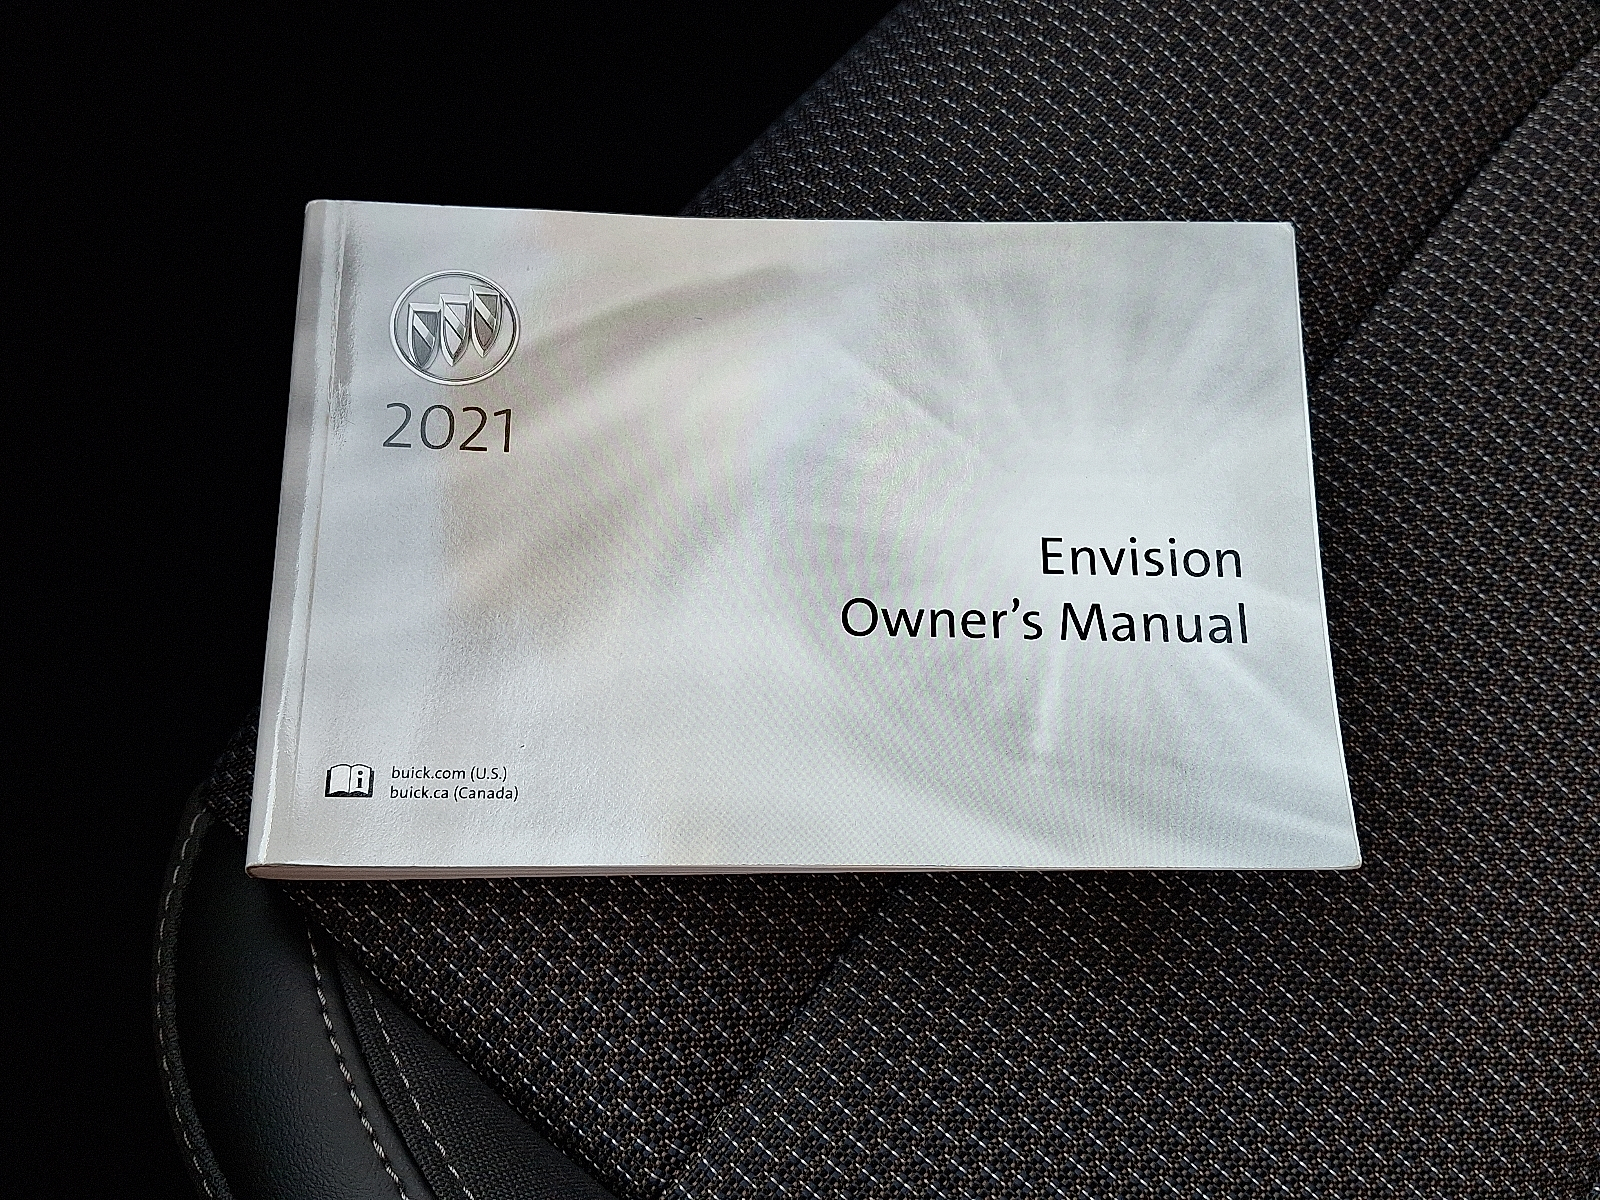 2021
Envision
Owner's Manual
buick.com (U.S.)
buick.ca (Canada)